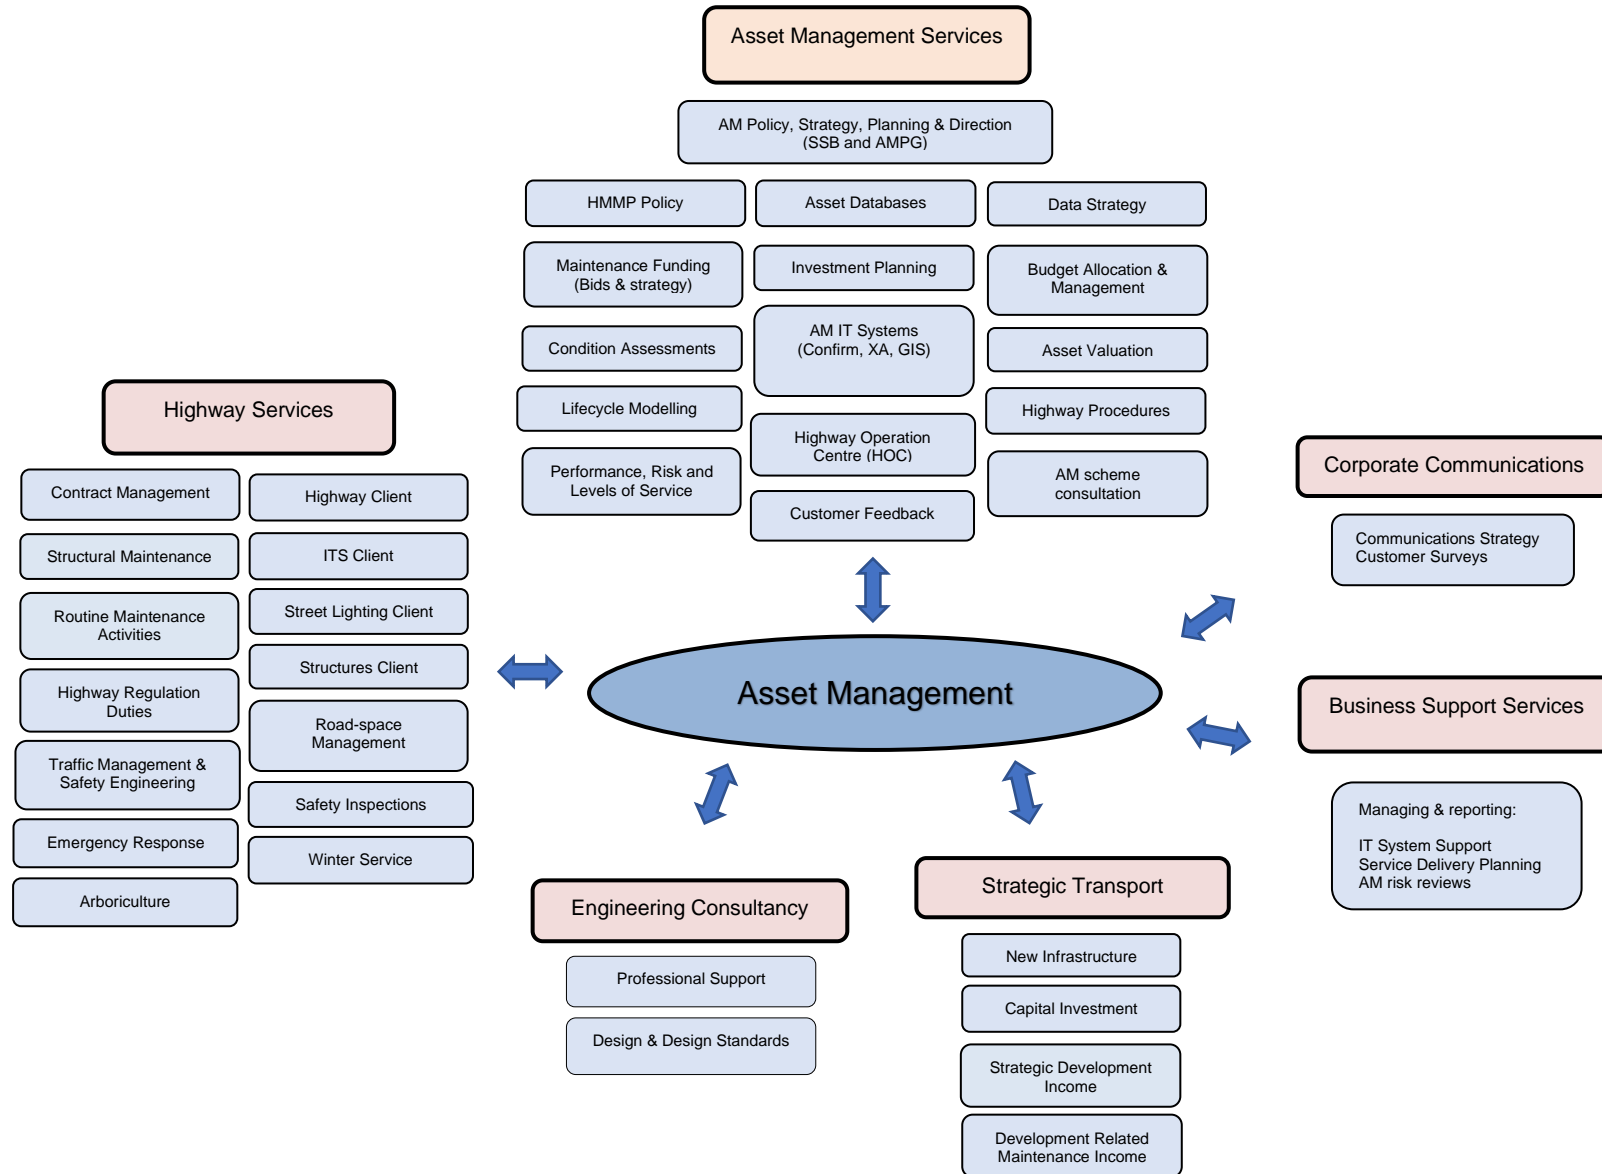 Asset Management Services
AM Policy, Strategy, Planning & Direction
(SSB and AMPG)
HMMP Policy
Asset Databases
Data Strategy
Maintenance Funding
(Bids & strategy)
Investment Planning
Budget Allocation &
Management
Condition Assessments
AM IT Systems
(Confirm, XA, GIS)
Asset Valuation
Lifecycle Modelling
Highway Procedures
Performance, Risk and
Levels of Service
Highway Operation
Centre (HOC)
AM scheme
consultation
Customer Feedback
Highway Services
Contract Management
Highway Client
Structural Maintenance
ITS Client
Routine Maintenance
Activities
Street Lighting Client
Structures Client
Highway Regulation
Duties
Road-space
Management
Traffic Management &
Safety Engineering
Safety Inspections
Emergency Response
Winter Service
Arboriculture
Asset Management
Corporate Communications
Communications Strategy
Customer Surveys
Business Support Services
Managing & reporting:
IT System Support
Service Delivery Planning
AM risk reviews
Engineering Consultancy
Professional Support
Design & Design Standards
Strategic Transport
New Infrastructure
Capital Investment
Strategic Development
Income
Development Related
Maintenance Income